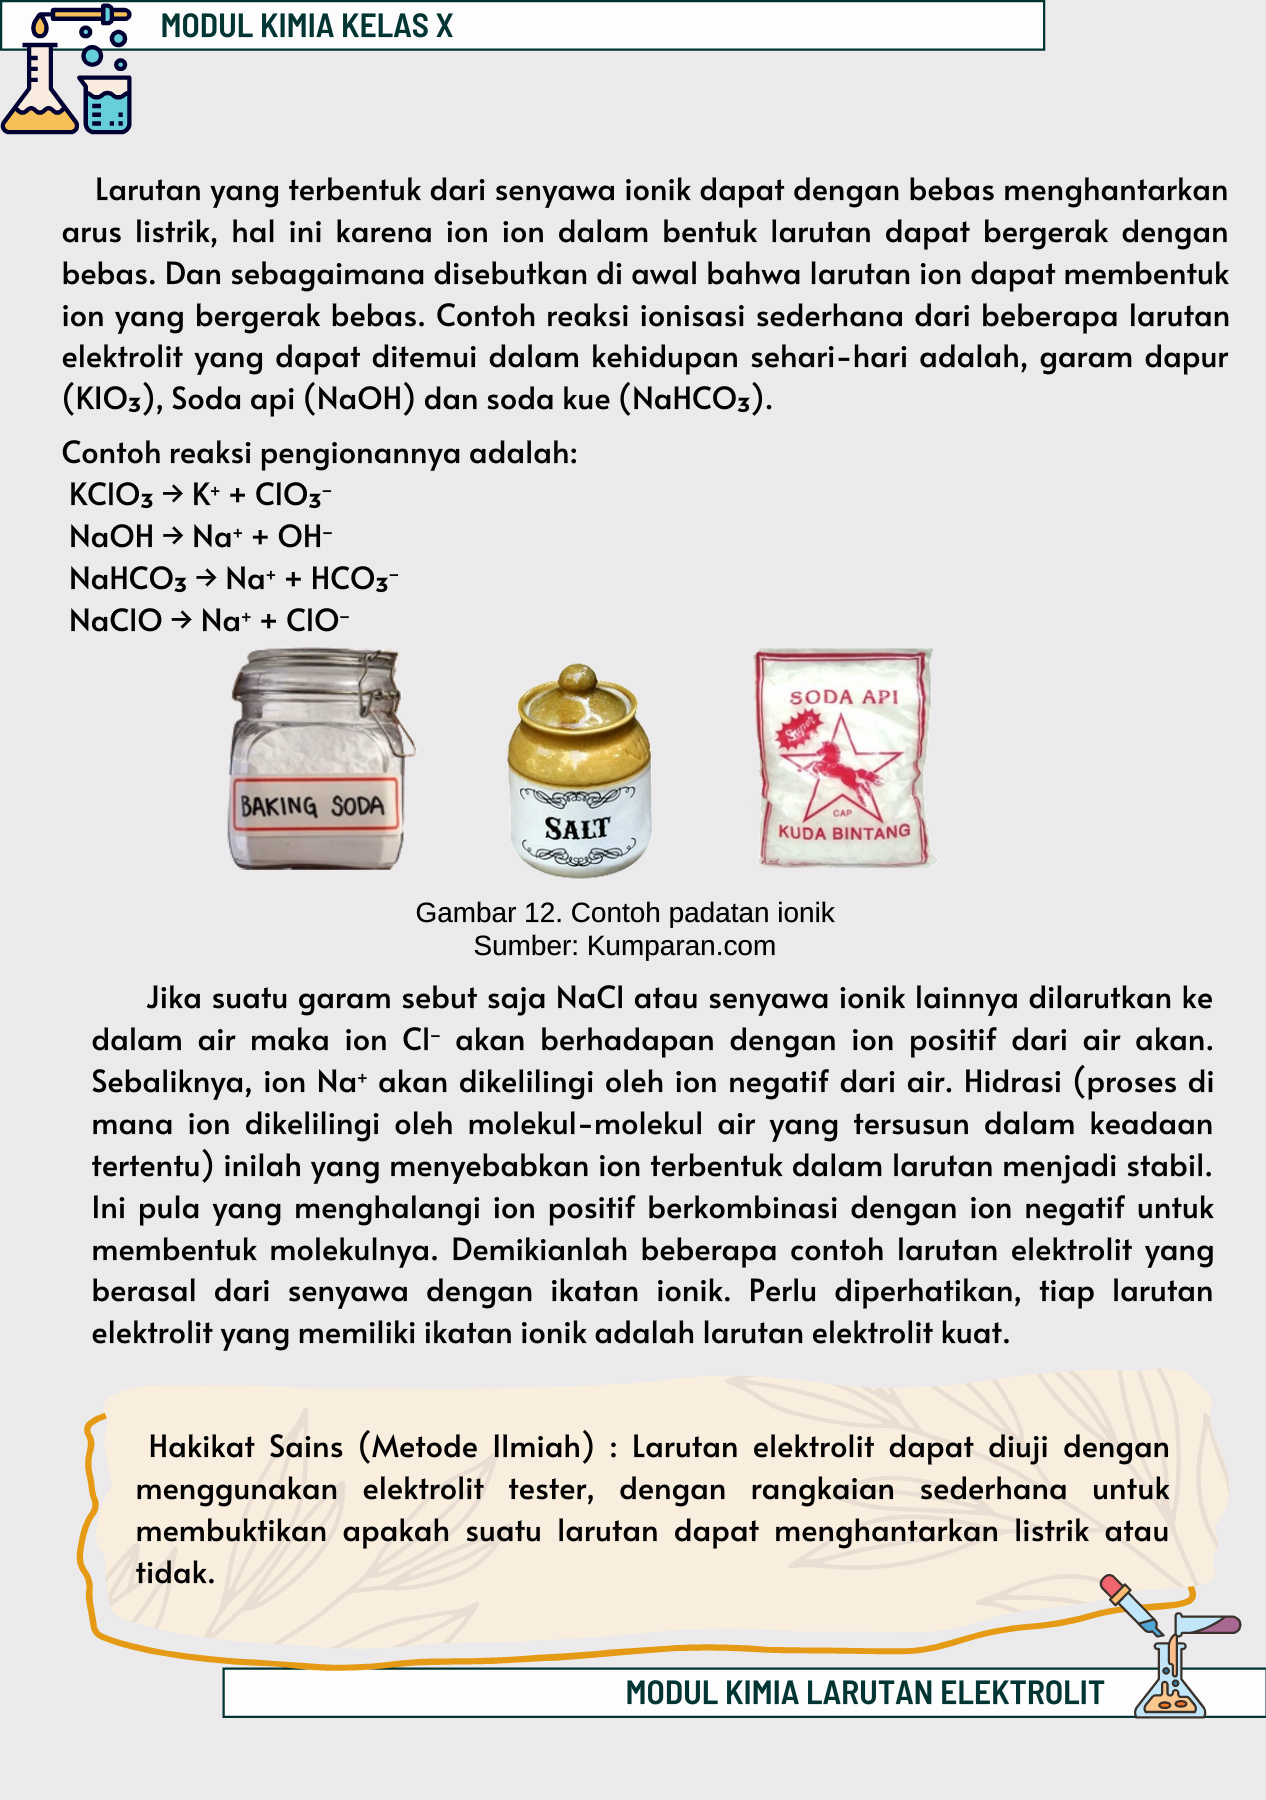 MODUL KIMIA KELAS X
Larutan yang terbentuk dari senyawa ionik dapat dengan bebas menghantarkan
arus listrik, hal ini karena ion ion dalam bentuk larutan dapat bergerak dengan
bebas. Dan sebagaimana disebutkan di awal bahwa larutan ion dapat membentuk
ion yang bergerak bebas. Contoh reaksi ionisasi sederhana dari beberapa larutan
elektrolit yang dapat ditemui dalam kehidupan sehari-hari adalah, garam dapur
(KIO₃), Soda api (NaOH) dan soda kue (NaHCO₃).
Contoh reaksi pengionannya adalah:
KClO₃ → K⁺ + ClO₃⁻
NaOH → Na⁺ + OH⁻
NaHCO₃ → Na⁺ + HCO₃⁻
NaClO → Na⁺ + ClO⁻
BAKING SODA
SALT
SODA API
Super
CAP
KUDA BINTANG
Gambar 12. Contoh padatan ionik
Sumber: Kumparan.com
Jika suatu garam sebut saja NaCl atau senyawa ionik lainnya dilarutkan ke
dalam air maka ion Cl⁻ akan berhadapan dengan ion positif dari air akan.
Sebaliknya, ion Na⁺ akan dikelilingi oleh ion negatif dari air. Hidrasi (proses di
mana ion dikelilingi oleh molekul-molekul air yang tersusun dalam keadaan
tertentu) inilah yang menyebabkan ion terbentuk dalam larutan menjadi stabil.
Ini pula yang menghalangi ion positif berkombinasi dengan ion negatif untuk
membentuk molekulnya. Demikianlah beberapa contoh larutan elektrolit yang
berasal dari senyawa dengan ikatan ionik. Perlu diperhatikan, tiap larutan
elektrolit yang memiliki ikatan ionik adalah larutan elektrolit kuat.
Hakikat Sains (Metode Ilmiah) : Larutan elektrolit dapat diuji dengan
menggunakan elektrolit tester, dengan rangkaian sederhana untuk
membuktikan apakah suatu larutan dapat menghantarkan listrik atau
tidak.
MODUL KIMIA LARUTAN ELEKTROLIT